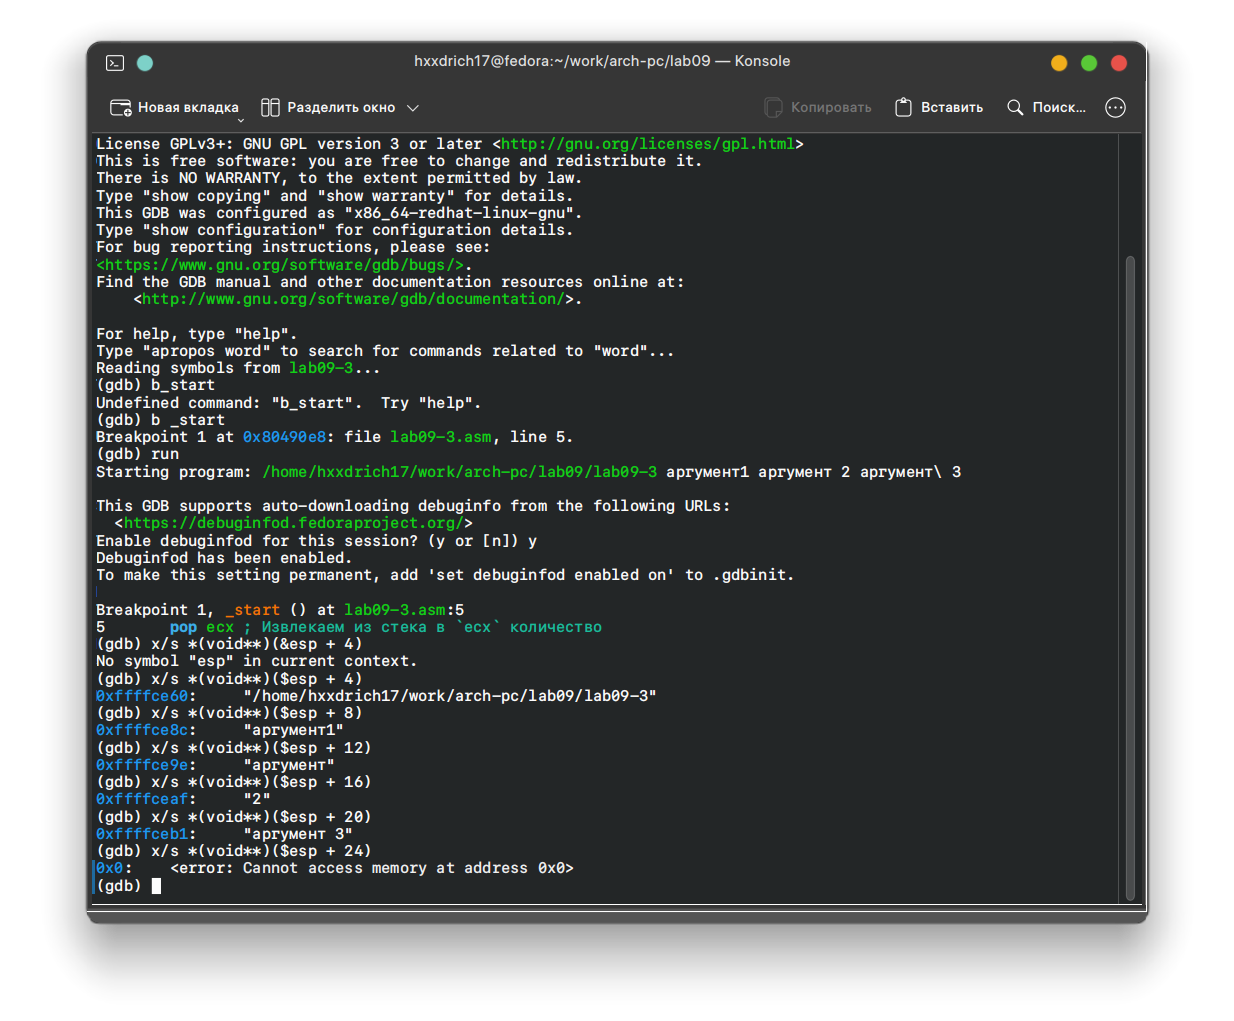 hxxdrich17@fedora:~/work/arch-pc/lab09 — Konsole
Новая вкладка Разделить окно Копировать Вставить Поиск...
License GPLv3+: GNU GPL version 3 or later <http://gnu.org/licenses/gpl.html>
This is free software: you are free to change and redistribute it.
There is NO WARRANTY, to the extent permitted by law.
Type "show copying" and "show warranty" for details.
This GDB was configured as "x86_64-redhat-linux-gnu".
Type "show configuration" for configuration details.
For bug reporting instructions, please see:
<https://www.gnu.org/software/gdb/bugs/>.
Find the GDB manual and other documentation resources online at:
    <http://www.gnu.org/software/gdb/documentation/>.
For help, type "help".
Type "apropos word" to search for commands related to "word"...
Reading symbols from lab09-3...
(gdb) b_start
Undefined command: "b_start".  Try "help".
(gdb) b _start
Breakpoint 1 at 0x80490e8: file lab09-3.asm, line 5.
(gdb) run
Starting program: /home/hxxdrich17/work/arch-pc/lab09/lab09-3 аргумент1 аргумент 2 аргумент\ 3
This GDB supports auto-downloading debuginfo from the following URLs:
  <https://debuginfod.fedoraproject.org/>
Enable debuginfod for this session? (y or [n]) y
Debuginfod has been enabled.
To make this setting permanent, add 'set debuginfod enabled on' to .gdbinit.
Breakpoint 1, _start () at lab09-3.asm:5
5       pop ecx ; Извлекаем из стека в `ecx` количество
(gdb) x/s *(void**)(&esp + 4)
No symbol "esp" in current context.
(gdb) x/s *(void**)($esp + 4)
0xffffce60:     "/home/hxxdrich17/work/arch-pc/lab09/lab09-3"
(gdb) x/s *(void**)($esp + 8)
0xffffce8c:     "аргумент1"
(gdb) x/s *(void**)($esp + 12)
0xffffce9e:     "аргумент"
(gdb) x/s *(void**)($esp + 16)
0xffffceaf:     "2"
(gdb) x/s *(void**)($esp + 20)
0xffffceb1:     "аргумент 3"
(gdb) x/s *(void**)($esp + 24)
0x0:    <error: Cannot access memory at address 0x0>
(gdb)